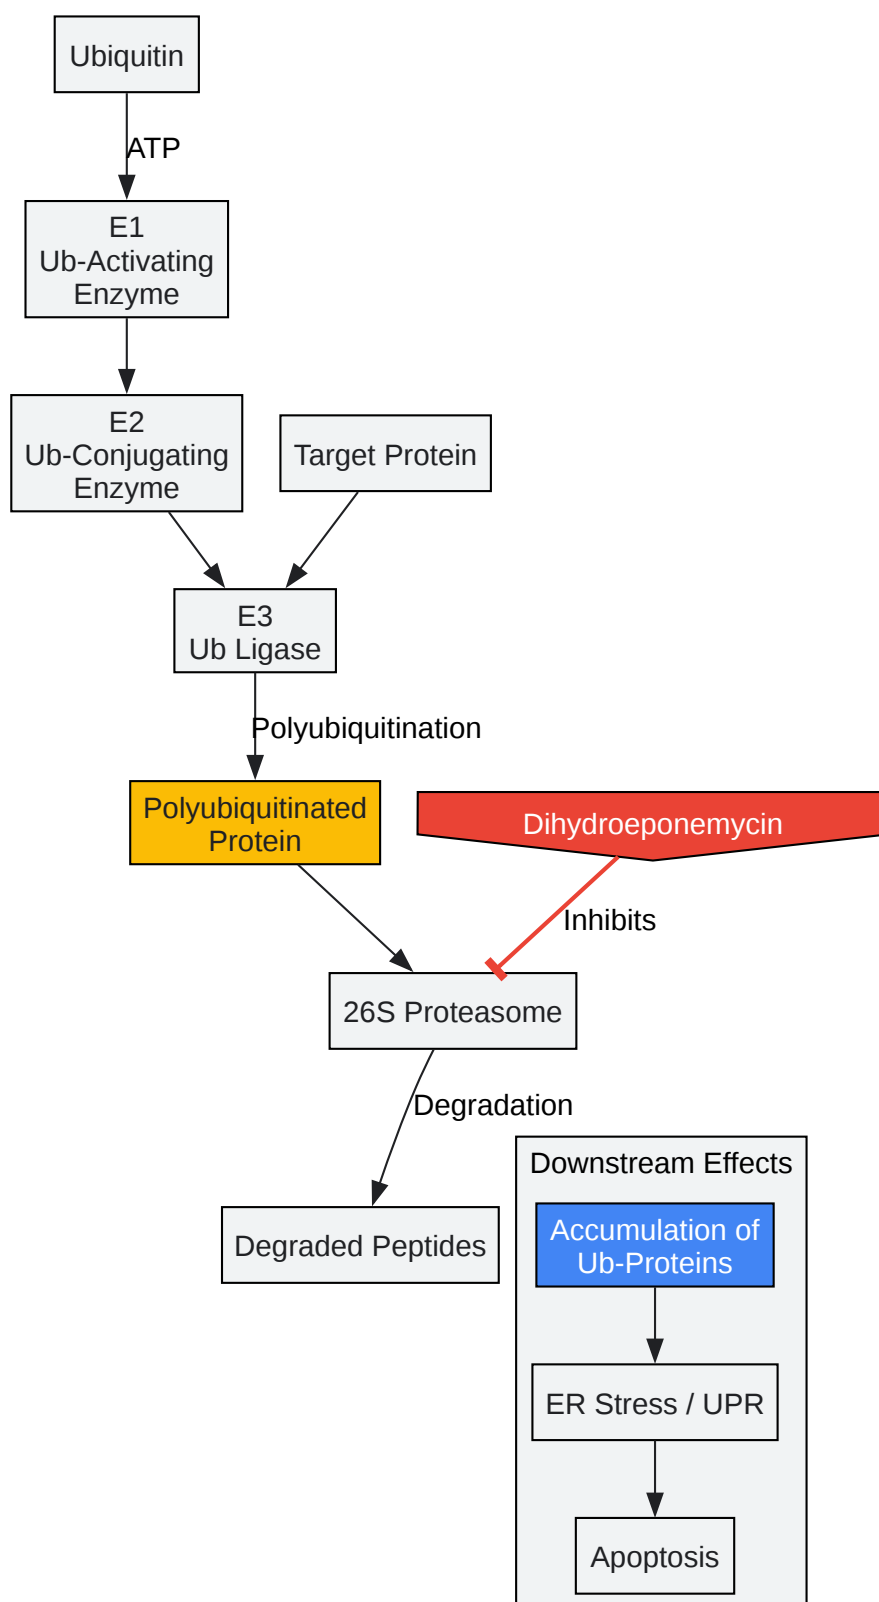 Ubiquitin
ATP
E1
Ub-Activating
Enzyme
E2
Ub-Conjugating
Enzyme
Target Protein
E3
Ub Ligase
Polyubiquitination
Polyubiquitinated
Protein
Dihydroeponemycin
Inhibits
26S Proteasome
Degradation
Degraded Peptides
Downstream Effects
Accumulation of
Ub-Proteins
ER Stress / UPR
Apoptosis